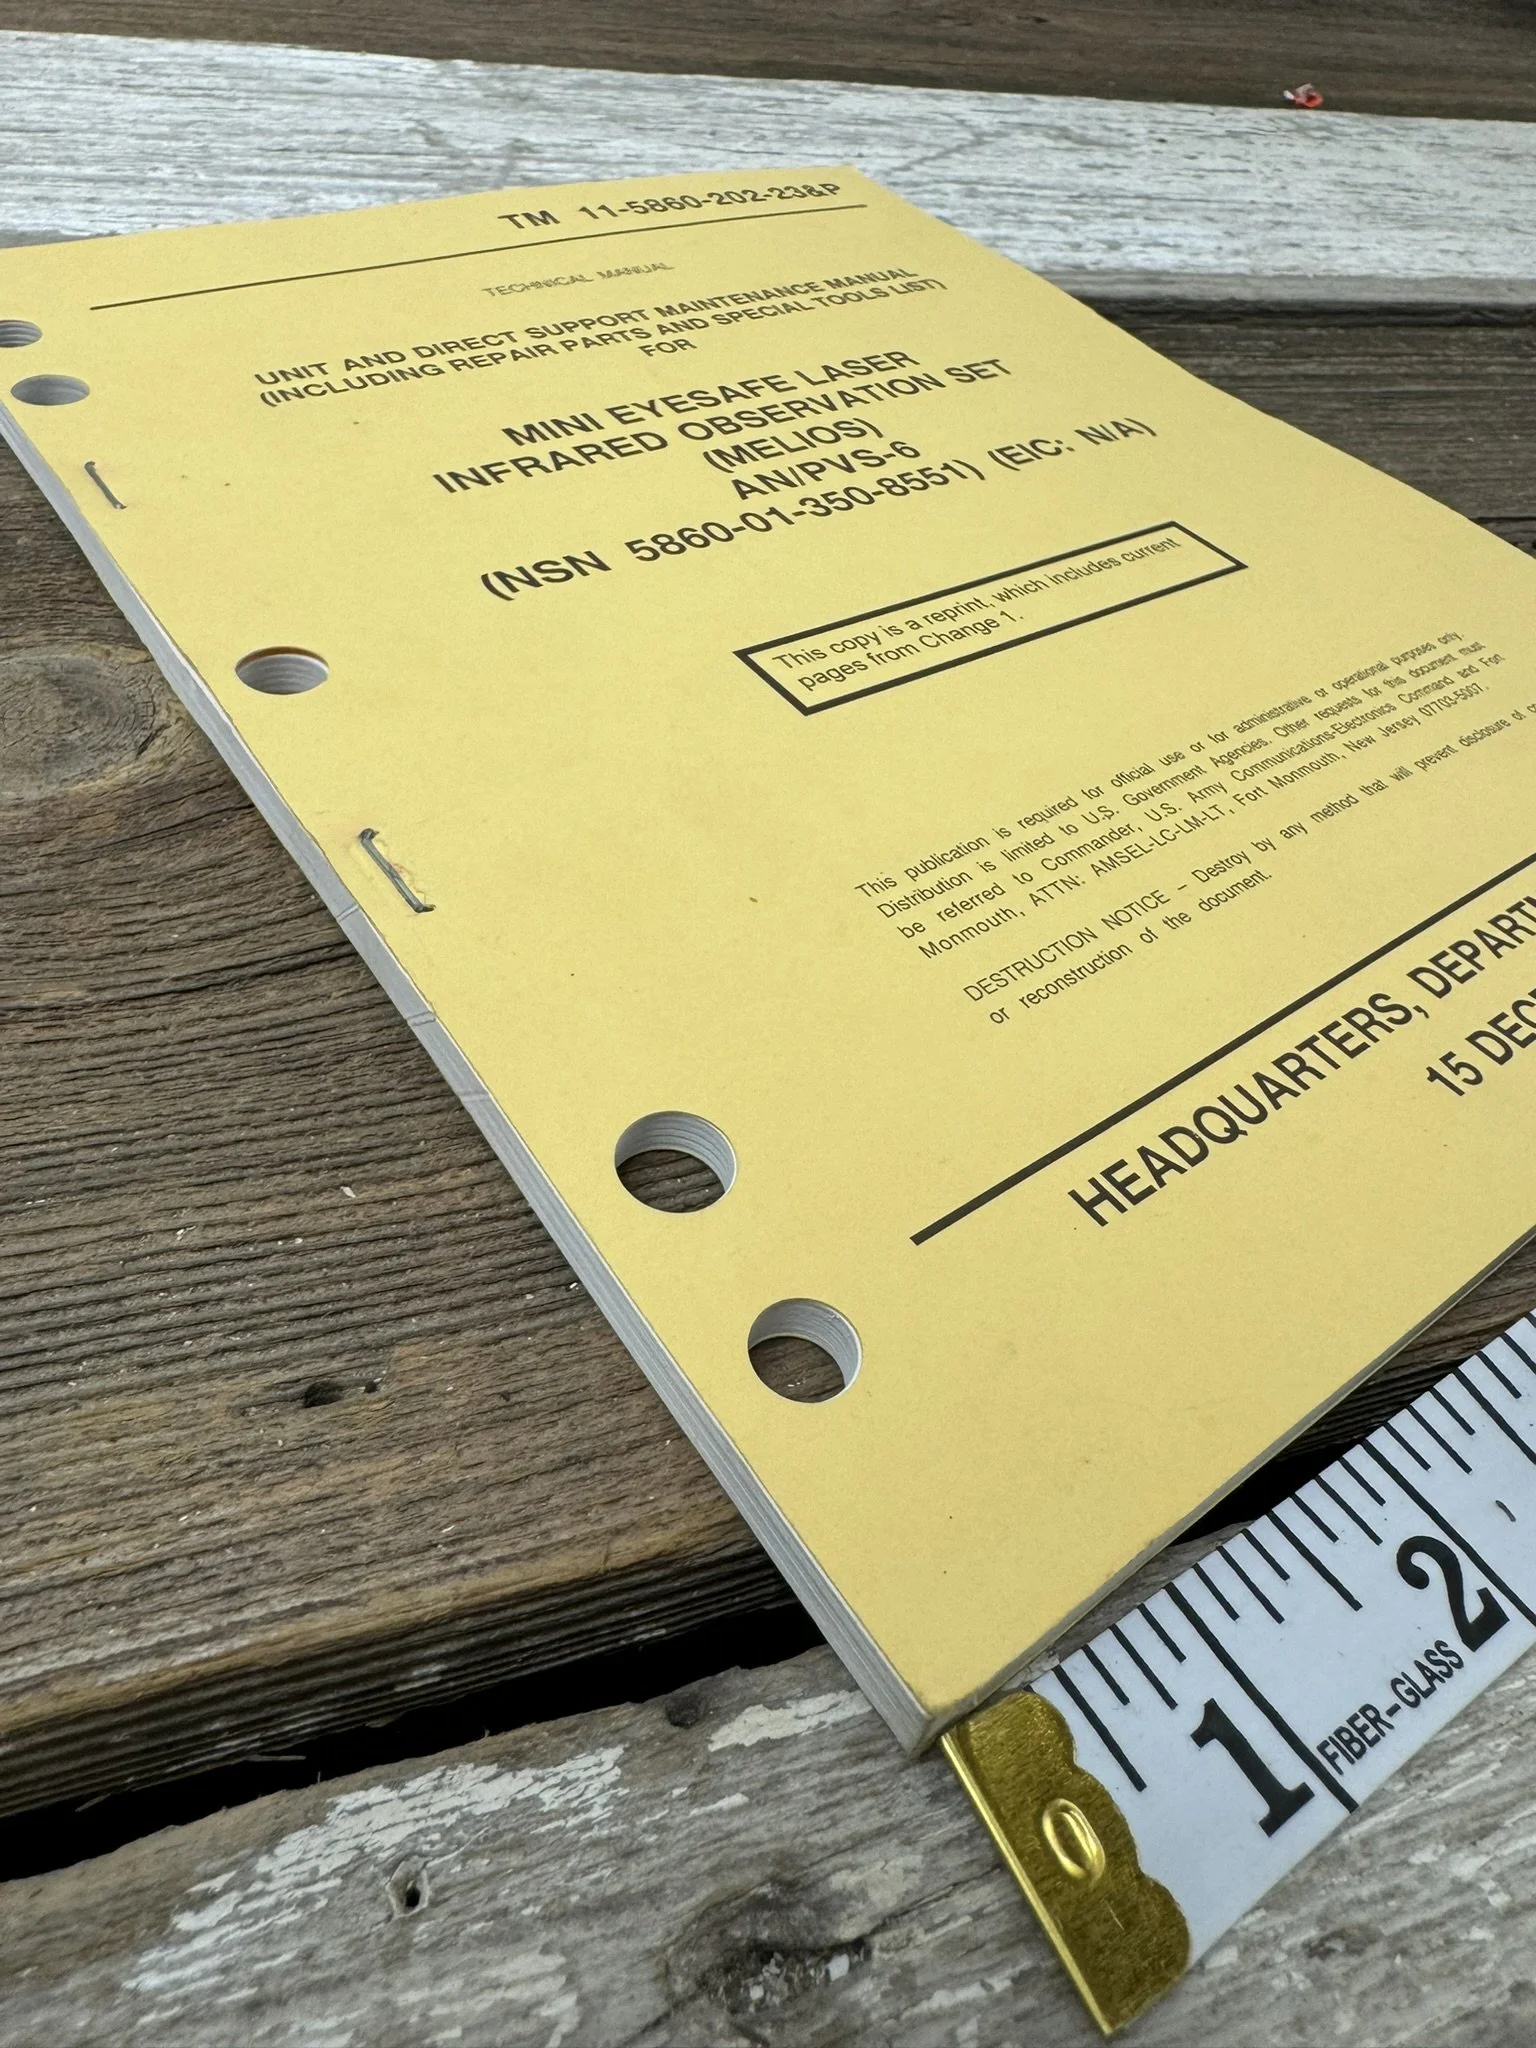 TM 11-5860-202-23&P
TECHNICAL MANUAL
UNIT AND DIRECT SUPPORT MAINTENANCE MANUAL
(INCLUDING REPAIR PARTS AND SPECIAL TOOLS LIST)
FOR
MINI EYESAFE LASER
INFRARED OBSERVATION SET
(MELIOS)
AN/PVS-6
(NSN 5860-01-350-8551) (EIC: N/A)
This copy is a reprint, which includes current
pages from Change 1.
This publication is required for official use or for administrative or operational purposes only.
Distribution is limited to U.S. Government Agencies. Other requests for this document must
be referred to Commander, U.S. Army Communications-Electronics Command and Fort
Monmouth, ATTN: AMSEL-LC-LM-LT, Fort Monmouth, New Jersey 07703-5007.
DESTRUCTION NOTICE – Destroy by any method that will prevent disclosure of
or reconstruction of the document.
HEADQUARTERS,
15
0
1
FIBER-GLASS
2